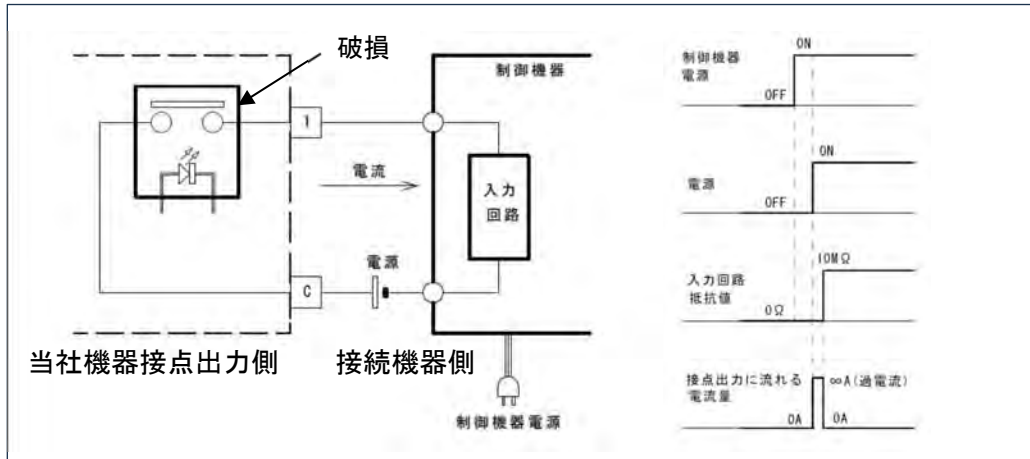 破損
制御機器
1
電流
入力
回路
電源
C
当社機器接点出力側
接続機器側
制御機器電源
制御機器
電源
ON
OFF
電源
ON
OFF
入力回路
抵抗値
10MΩ
0Ω
接点出力に流れる
電流量
∞A(過電流)
0A
0A